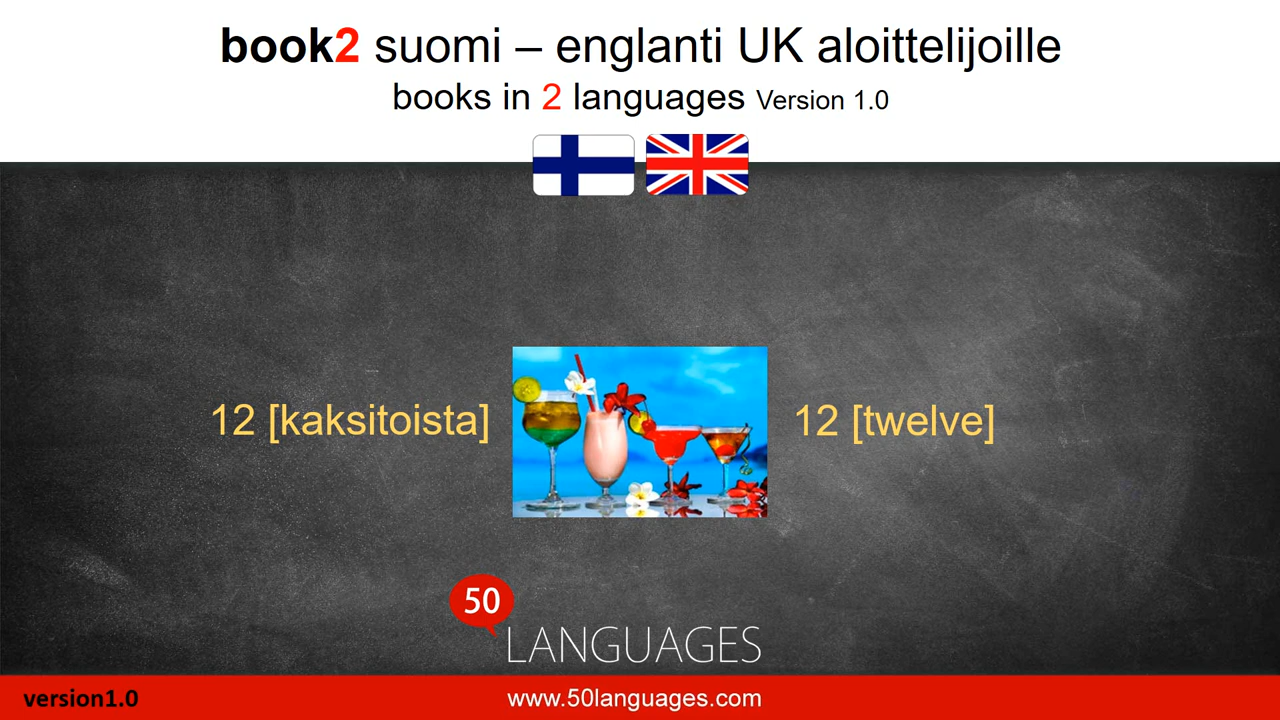 book2 suomi – englanti UK aloittelijoille
books in 2 languages Version 1.0
12 [kaksitoista]
12 [twelve]
50
LANGUAGES
version1.0
www.50languages.com